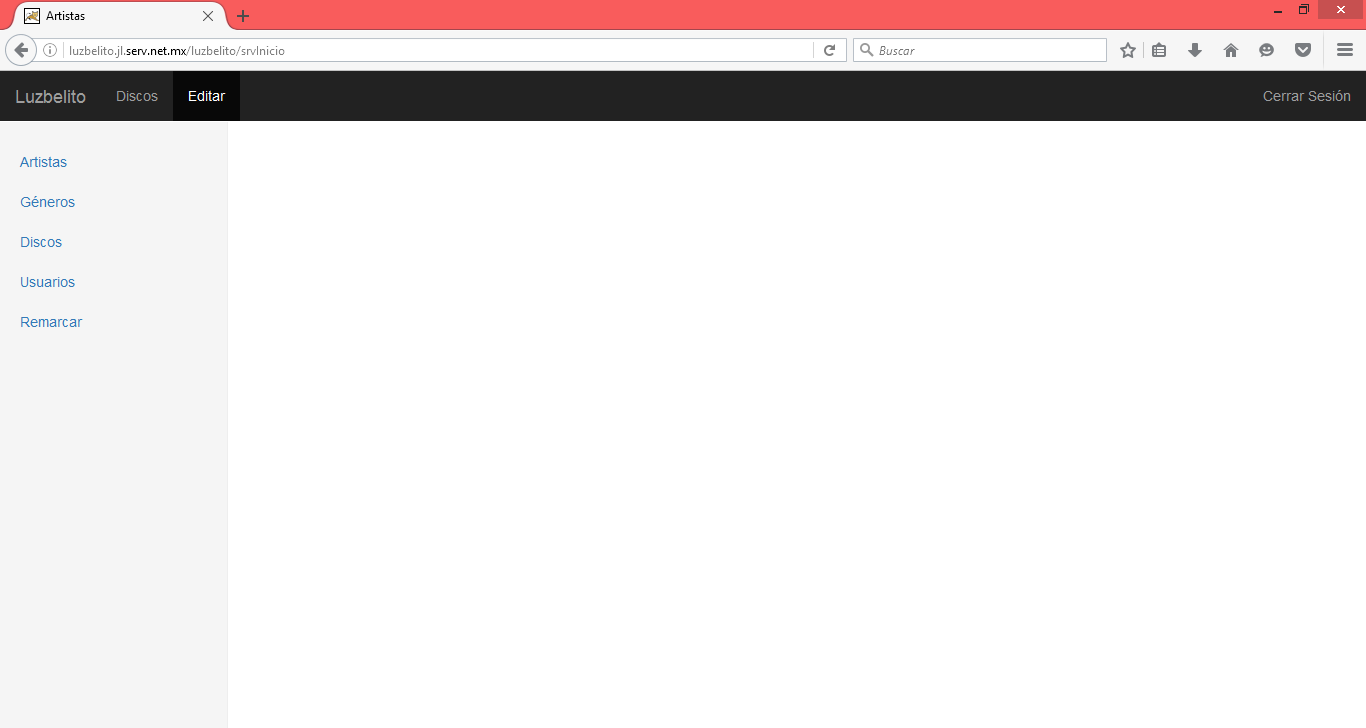 Artistas
luzbelito.jl.serv.net.mx/luzbelito/srvInicio
Buscar
Luzbelito Discos Editar Cerrar Sesión
Artistas
Géneros
Discos
Usuarios
Remarcar